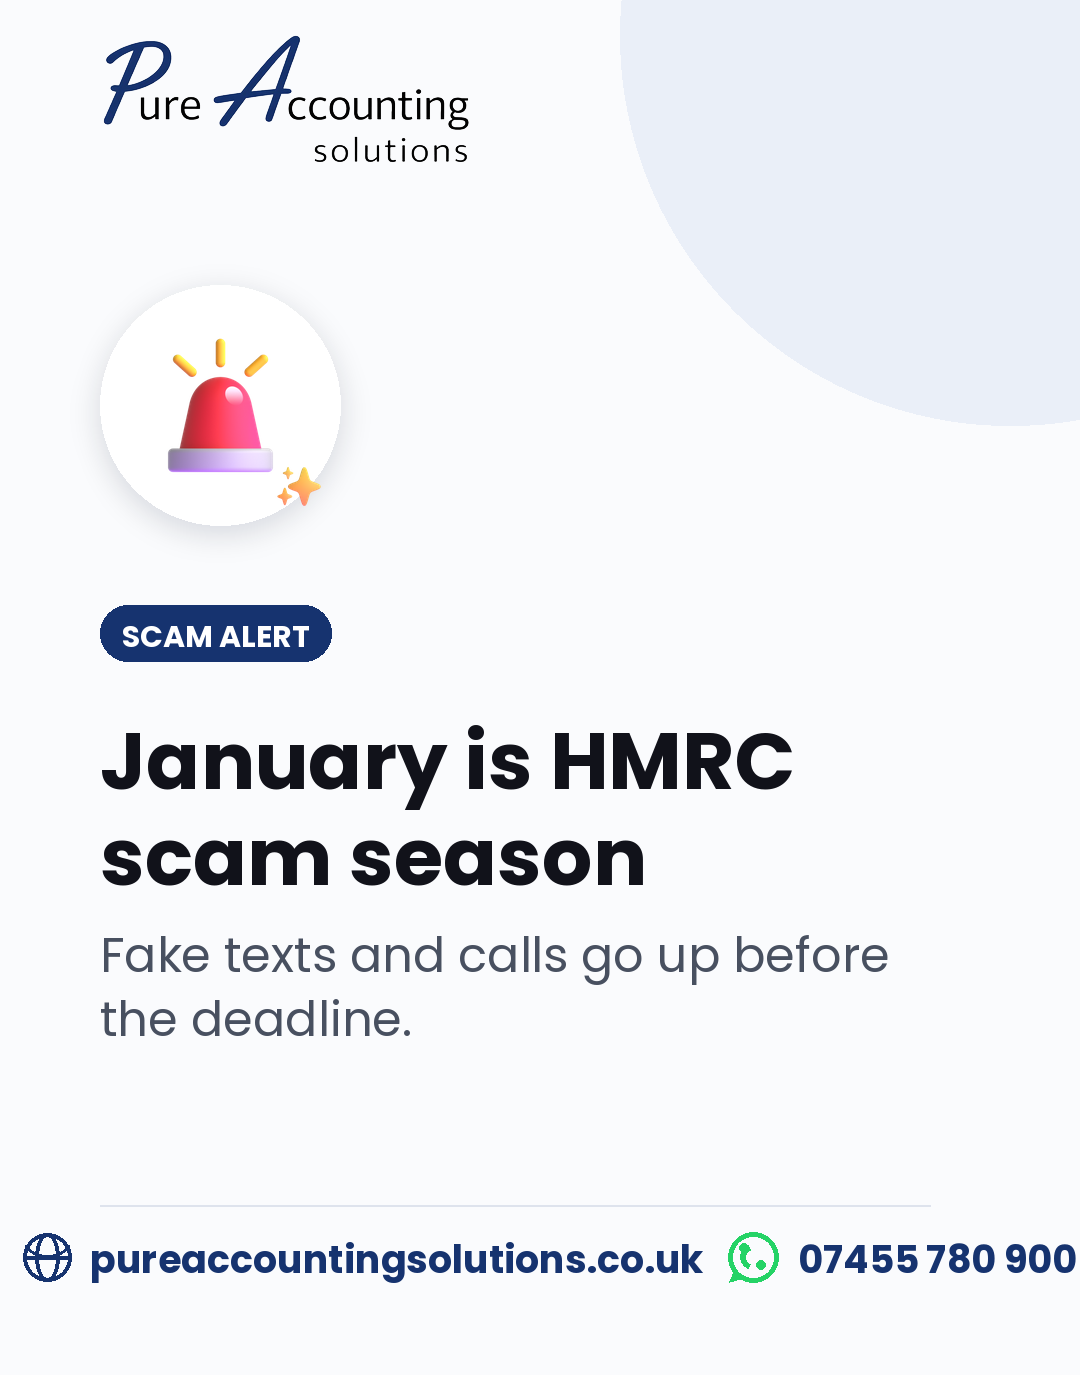 Pure Accounting
solutions
SCAM ALERT
January is HMRC
scam season
Fake texts and calls go up before
the deadline.
pureaccountingsolutions.co.uk 07455 780 900